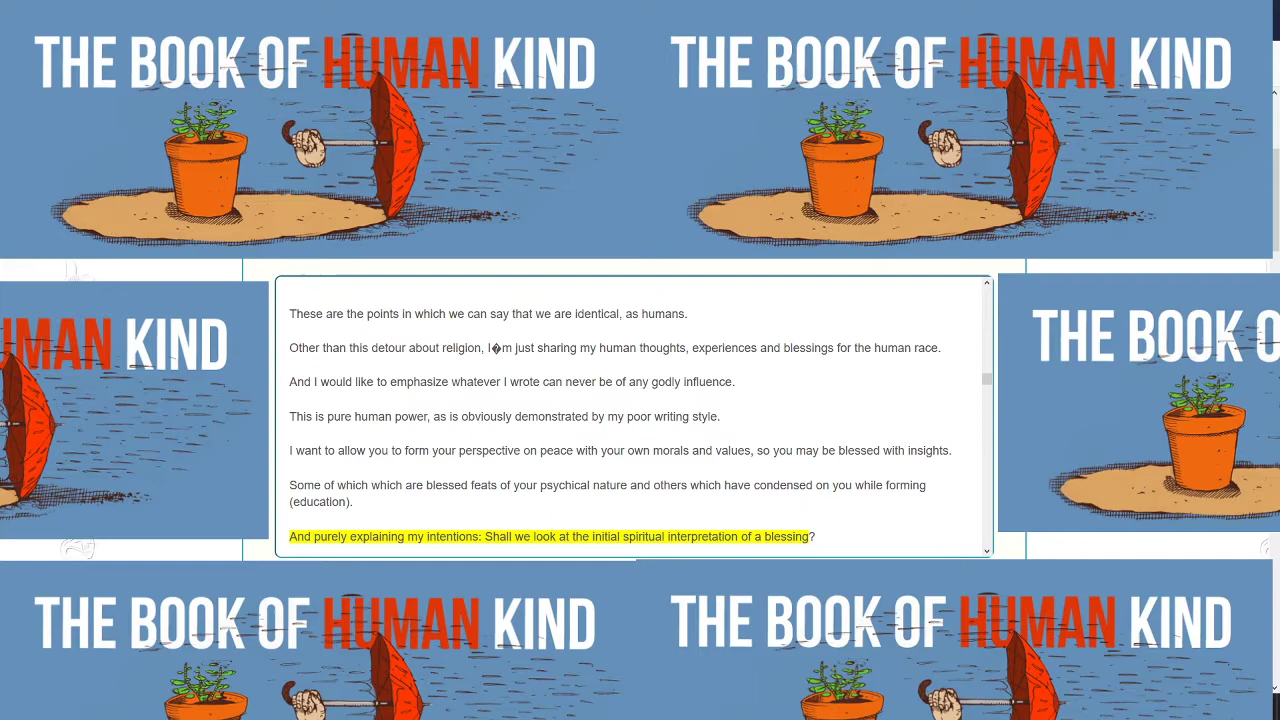 THE BOOK OF HUMAN KIND
THE BOOK OF HUMAN KIND
These are the points in which we can say that we are identical, as humans.
Other than this detour about religion, I�m just sharing my human thoughts, experiences and blessings for the human race.
And I would like to emphasize whatever I wrote can never be of any godly influence.
This is pure human power, as is obviously demonstrated by my poor writing style.
I want to allow you to form your perspective on peace with your own morals and values, so you may be blessed with insights.
Some of which which are blessed feats of your psychical nature and others which have condensed on you while forming
(education).
And purely explaining my intentions: Shall we look at the initial spiritual interpretation of a blessing?
UMAN KIND
THE BOOK O
THE BOOK OF HUMAN KIND
THE BOOK OF HUMAN KIND